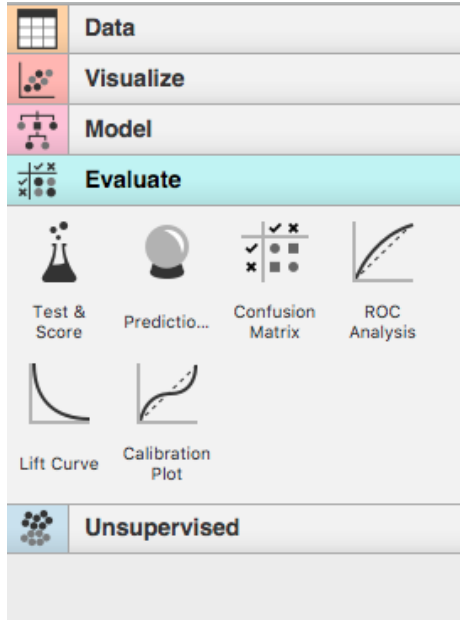 Data
Visualize
Model
Evaluate
Test &
Score
Predictio...
Confusion
Matrix
ROC
Analysis
Lift Curve
Calibration
Plot
Unsupervised